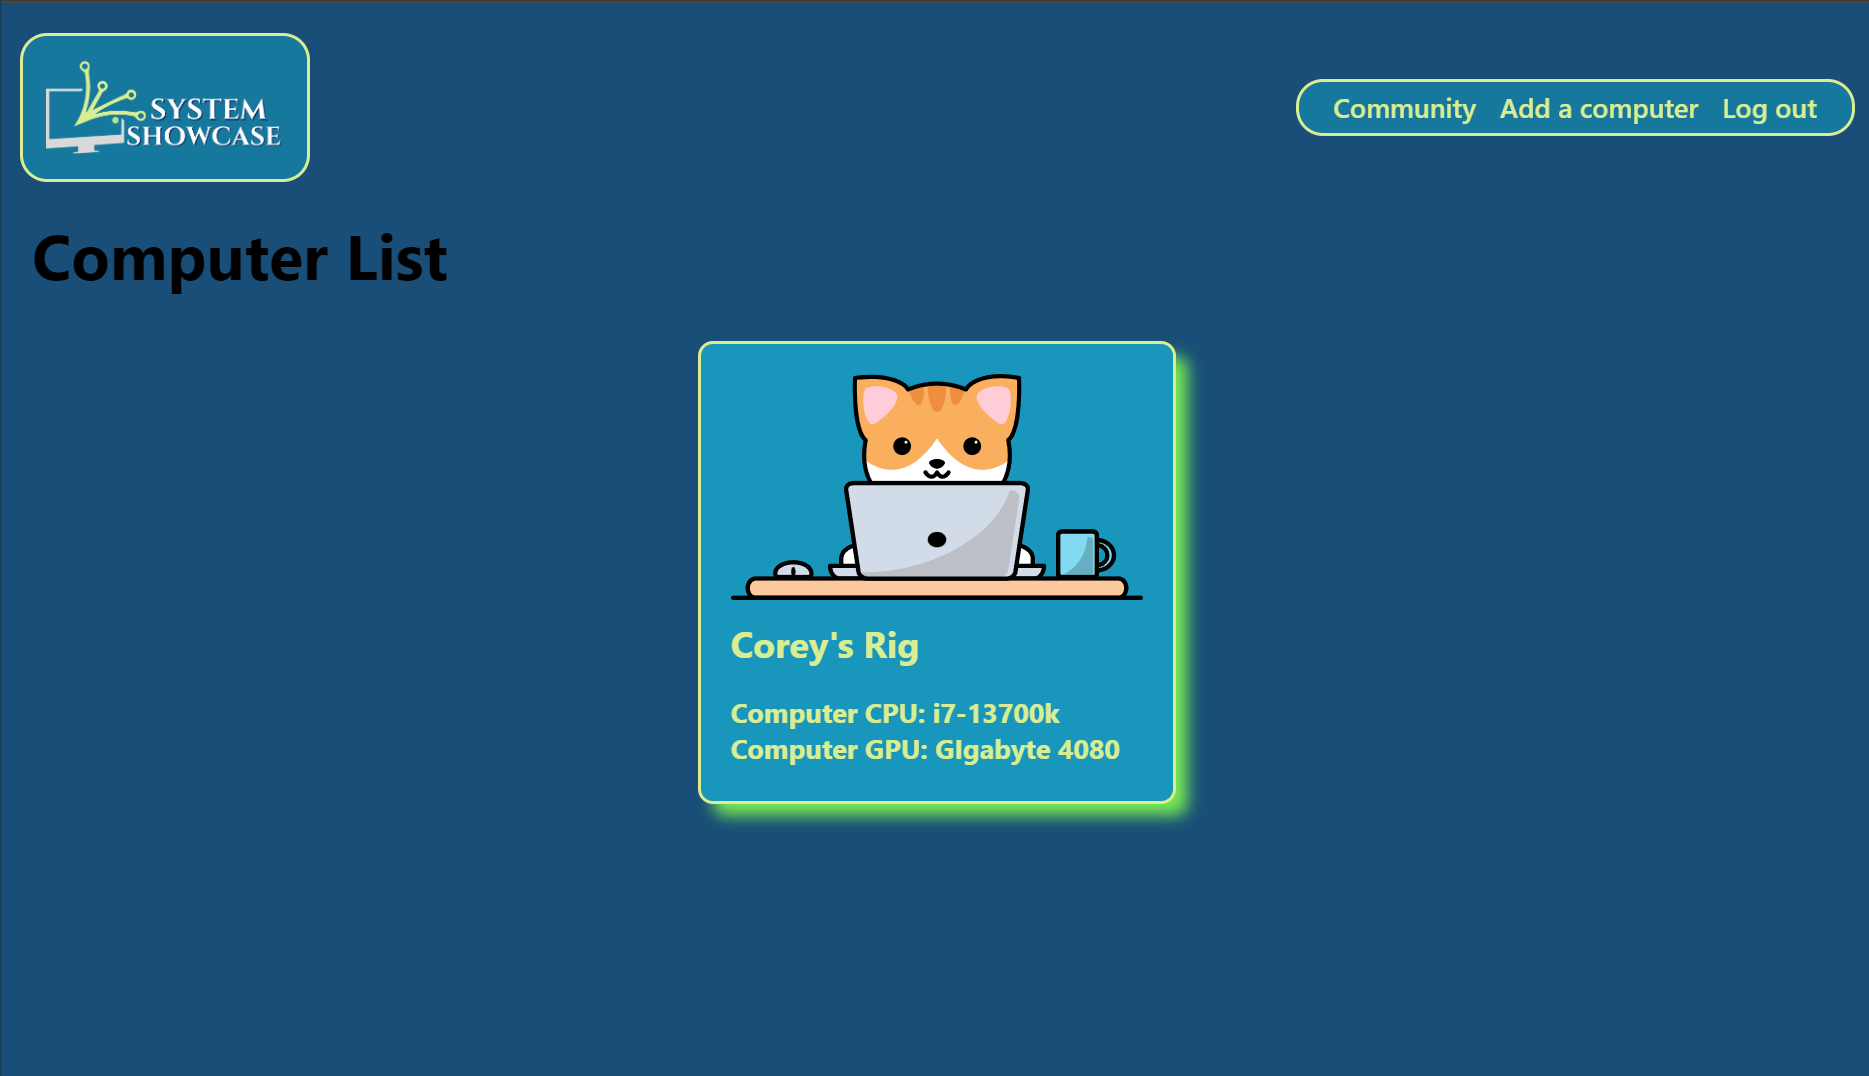 SYSTEM
SHOWCASE
Community Add a computer Log out
Computer List
Corey's Rig
Computer CPU: i7-13700k
Computer GPU: GIgabyte 4080